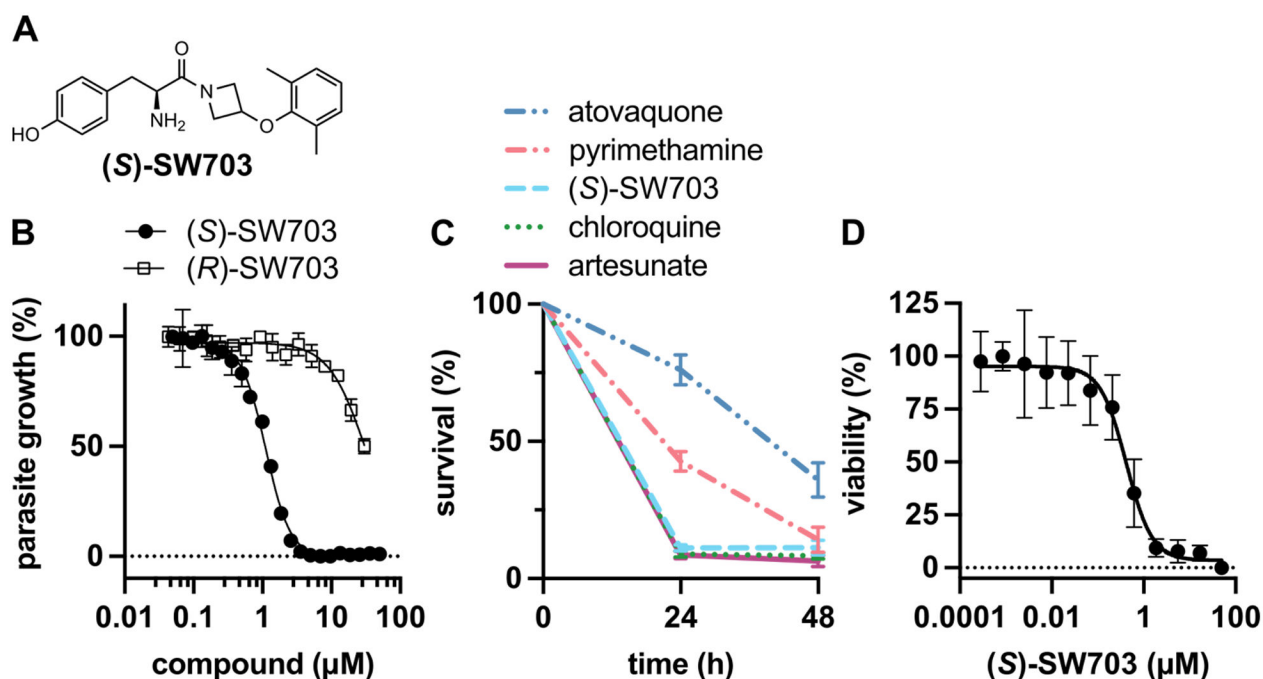 A
O
N
NH2
HO
O
(S)-SW703
atovaquone
pyrimethamine
(S)-SW703
chloroquine
artesunate
B
(S)-SW703
(R)-SW703
parasite growth (%)
100
50
0
0.01 0.1 1 10 100
compound (µM)
C
survival (%)
100
50
0
0 24 48
time (h)
D
viability (%)
125
100
75
50
25
0
0.0001 0.01 1 100
(S)-SW703 (µM)